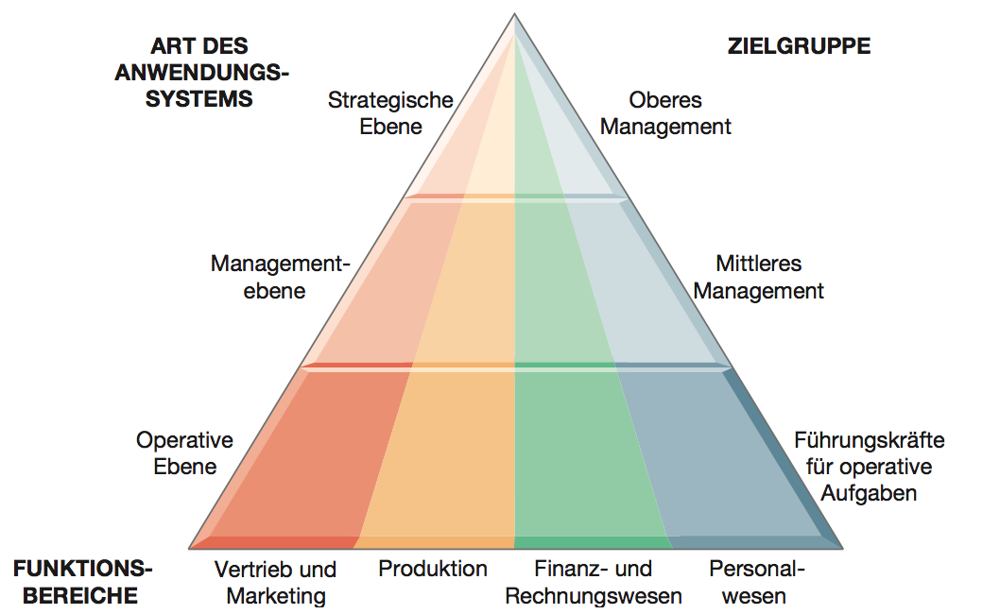 ART DES
ANWENDUNGS-
SYSTEMS
ZIELGRUPPE
Strategische
Ebene
Oberes
Management
Management-
ebene
Mittleres
Management
Operative
Ebene
Führungskräfte
für operative
Aufgaben
FUNKTIONS-
BEREICHE
Vertrieb und
Marketing
Produktion
Finanz- und
Rechnungswesen
Personal-
wesen